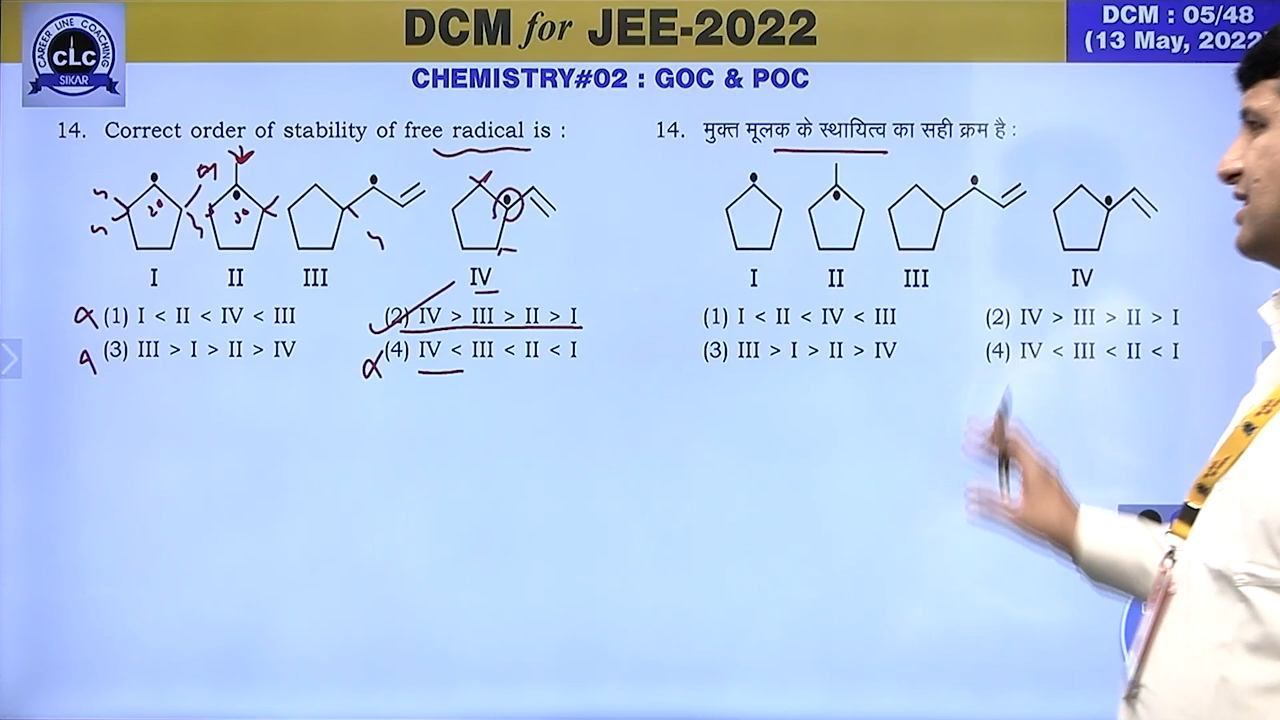 DCM for JEE-2022
DCM : 05/48
(13 May, 2022)
CAREER LINE COACHING
CLC
SIKAR
CHEMISTRY#02 : GOC & POC
14. Correct order of stability of free radical is :
2° 3°
I II III IV
(1) I < II < IV < III (2) IV > III > II > I
(3) III > I > II > IV (4) IV < III < II < I
14. मुक्त मूलक के स्थायित्व का सही क्रम है :
I II III IV
(1) I < II < IV < III (2) IV > III > II > I
(3) III > I > II > IV (4) IV < III < II < I